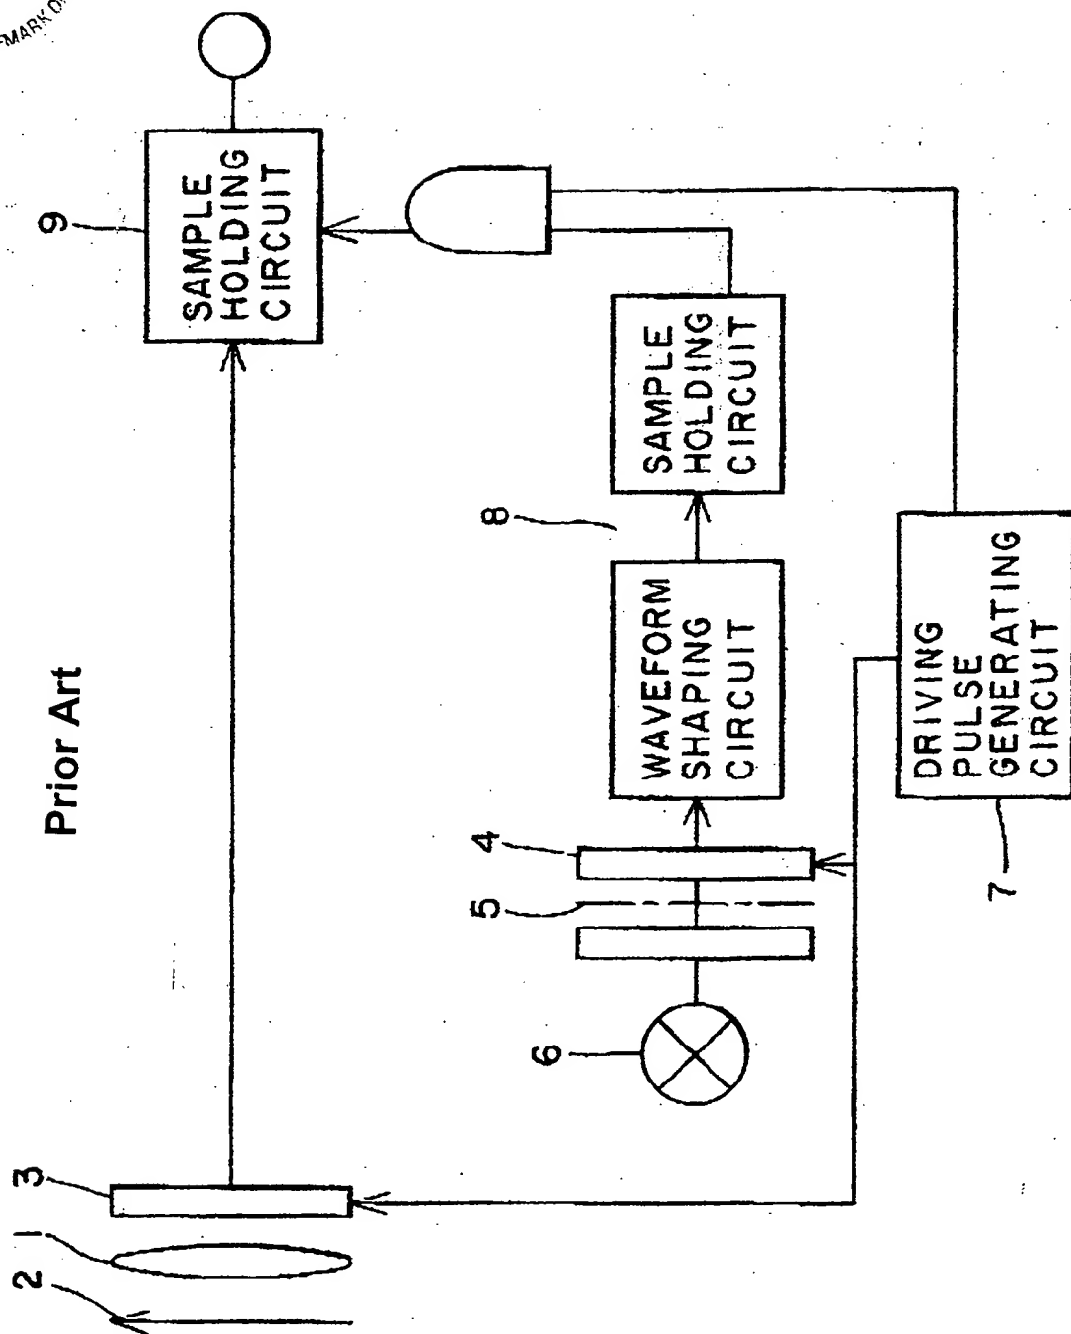 Prior Art
2
1
3
9
SAMPLE
HOLDING
CIRCUIT
6
5
4
8
WAVEFORM
SHAPING
CIRCUIT
SAMPLE
HOLDING
CIRCUIT
7
DRIVING
PULSE
GENERATING
CIRCUIT